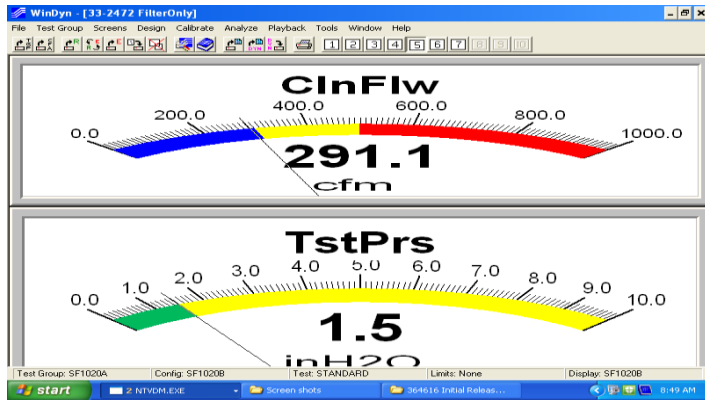 WinDyn - [33-2472 FilterOnly]
File Test Group Screens Design Calibrate Analyze Playback Tools Window Help
1 2 3 4 5 6 7 8 9 10
ClnFlw
0.0 200.0 400.0 600.0 800.0 1000.0
291.1
cfm
TstPrs
0.0 1.0 2.0 3.0 4.0 5.0 6.0 7.0 8.0 9.0 10.0
1.5
inH2O
Test Group: SF1020A Config: SF1020B Test: STANDARD Limits: None Display: SF1020B
start 2 NTVDM.EXE Screen shots 364616 Initial Releas... 8:49 AM